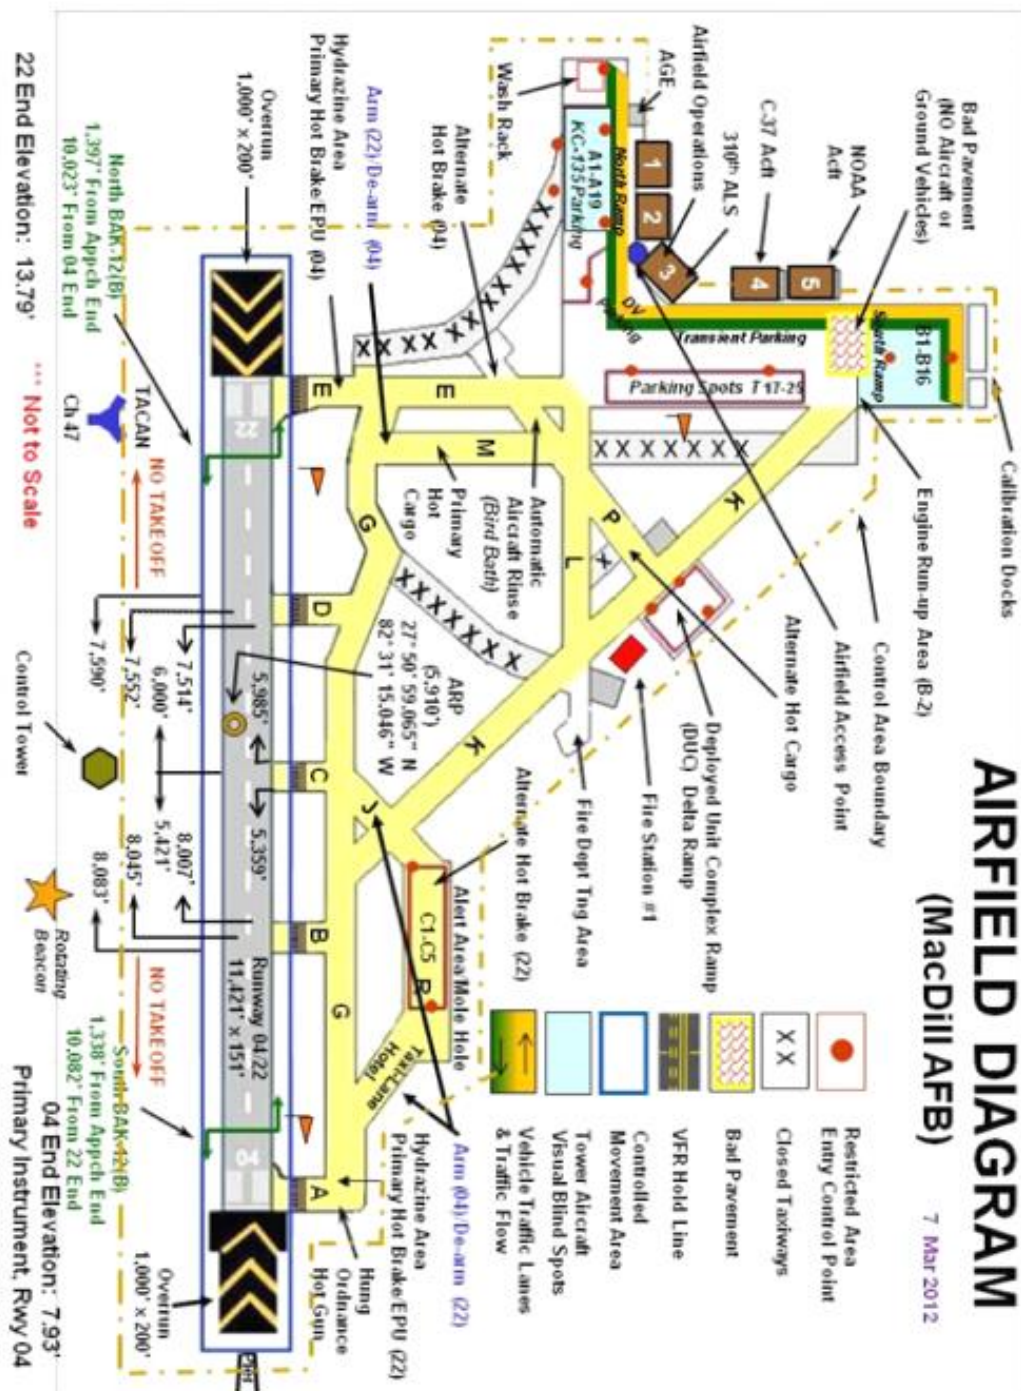 AIRFIELD DIAGRAM
(MacDill AFB)
7 Mar 2012
Bad Pavement
(NO Aircraft or
Ground Vehicles)
NOAA
Acft
C-37 Acft
310th ALS
Airfield Operations
AGE
Wash Rack
Calibration Docks
Engine Run-up Area (B-2)
Control Area Boundary
Airfield Access Point
Alternate Hot Cargo
Deployed Unit Complex Ramp
(DUC) Delta Ramp
Fire Station #1
Fire Dept Tng Area
Alternate Hot Brake (22)
Alert Area/Mole Hole
C1-C5
R
Taxi-Lane
Hotel
1
2
3
4
5
A1-A19
KC-135 Parking
North Ramp
DV
Parking
Transient Parking
South Ramp
B1-B16
Parking Spots T 17-25
X X X X X X
Alternate
Hot Brake (04)
Arm (22)/De-arm (04)
Hydrazine Area
Primary Hot Brake/EPU (04)
Automatic
Aircraft Rinse
(Bird Bath)
Primary
Hot
Cargo
E
E
M
G
P
L
K
K
J
D
C
B
G
A
ARP
(5,910')
27° 50' 59.065" N
82° 31' 15.046" W
Overrun
1,000' x 200'
North BAK-12(B)
1,397' From Appch End
10,023' From 04 End
22 End Elevation: 13.79'
*** Not to Scale
TACAN
Ch 47
NO TAKEOFF
22
7,590'
7,552'
7,514'
6,000'
5,985'
5,359'
5,421'
8,007'
8,045'
8,083'
Control Tower
Rotating
Beacon
Runway 04/22
11,421' x 151'
NO TAKEOFF
04
South BAK-12(B)
1,338' From Appch End
10,082' From 22 End
04 End Elevation: 7.93'
Primary Instrument, Rwy 04
Overrun
1,000' x 200'
Arm (04)/De-arm (22)
Hydrazine Area
Primary Hot Brake/EPU (22)
Hung
Ordnance
Hot Gun
Restricted Area
Entry Control Point
X X
Closed Taxiways
Bad Pavement
VFR Hold Line
Controlled
Movement Area
Tower Aircraft
Visual Blind Spots
Vehicle Traffic Lanes
& Traffic Flow